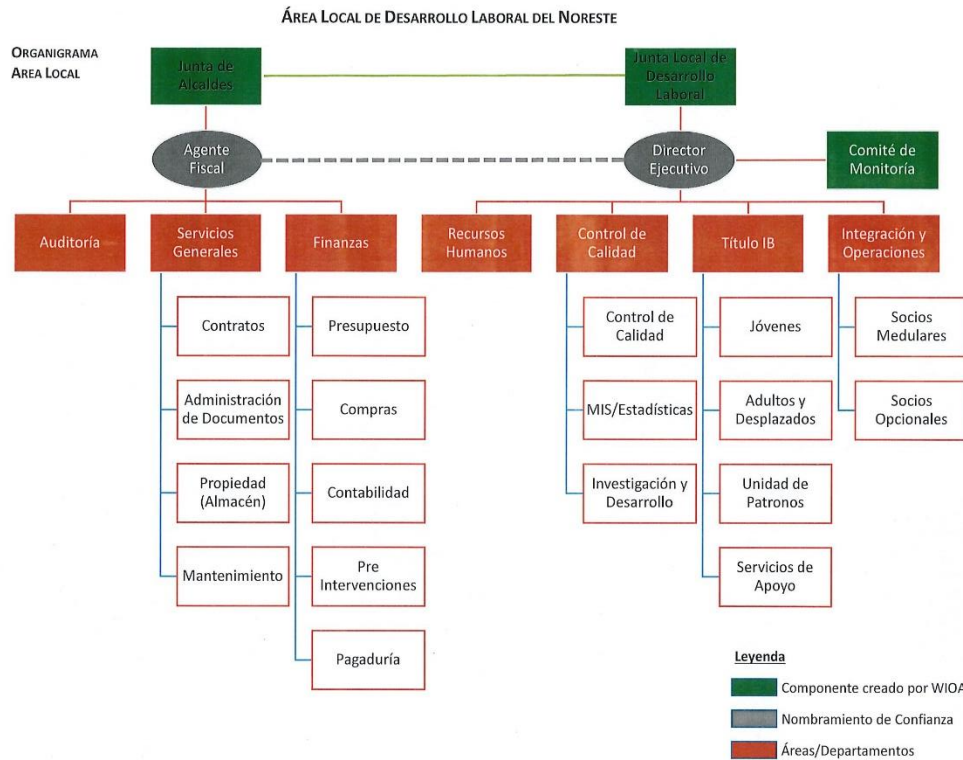 ÁREA LOCAL DE DESARROLLO LABORAL DEL NORESTE
ORGANIGRAMA
AREA LOCAL
Junta de
Alcaldes
Junta Local de
Desarrollo
Laboral
Agente
Fiscal
Director
Ejecutivo
Comité de
Monitoría
Auditoría
Servicios
Generales
Finanzas
Recursos
Humanos
Control de
Calidad
Título IB
Integración y
Operaciones
Contratos
Administración
de Documentos
Propiedad
(Almacén)
Mantenimiento
Presupuesto
Compras
Contabilidad
Pre
Intervenciones
Pagaduría
Control de
Calidad
MIS/Estadísticas
Investigación y
Desarrollo
Jóvenes
Adultos y
Desplazados
Unidad de
Patronos
Servicios de
Apoyo
Socios
Medulares
Socios
Opcionales
Leyenda
Componente creado por WIOA
Nombramiento de Confianza
Áreas/Departamentos